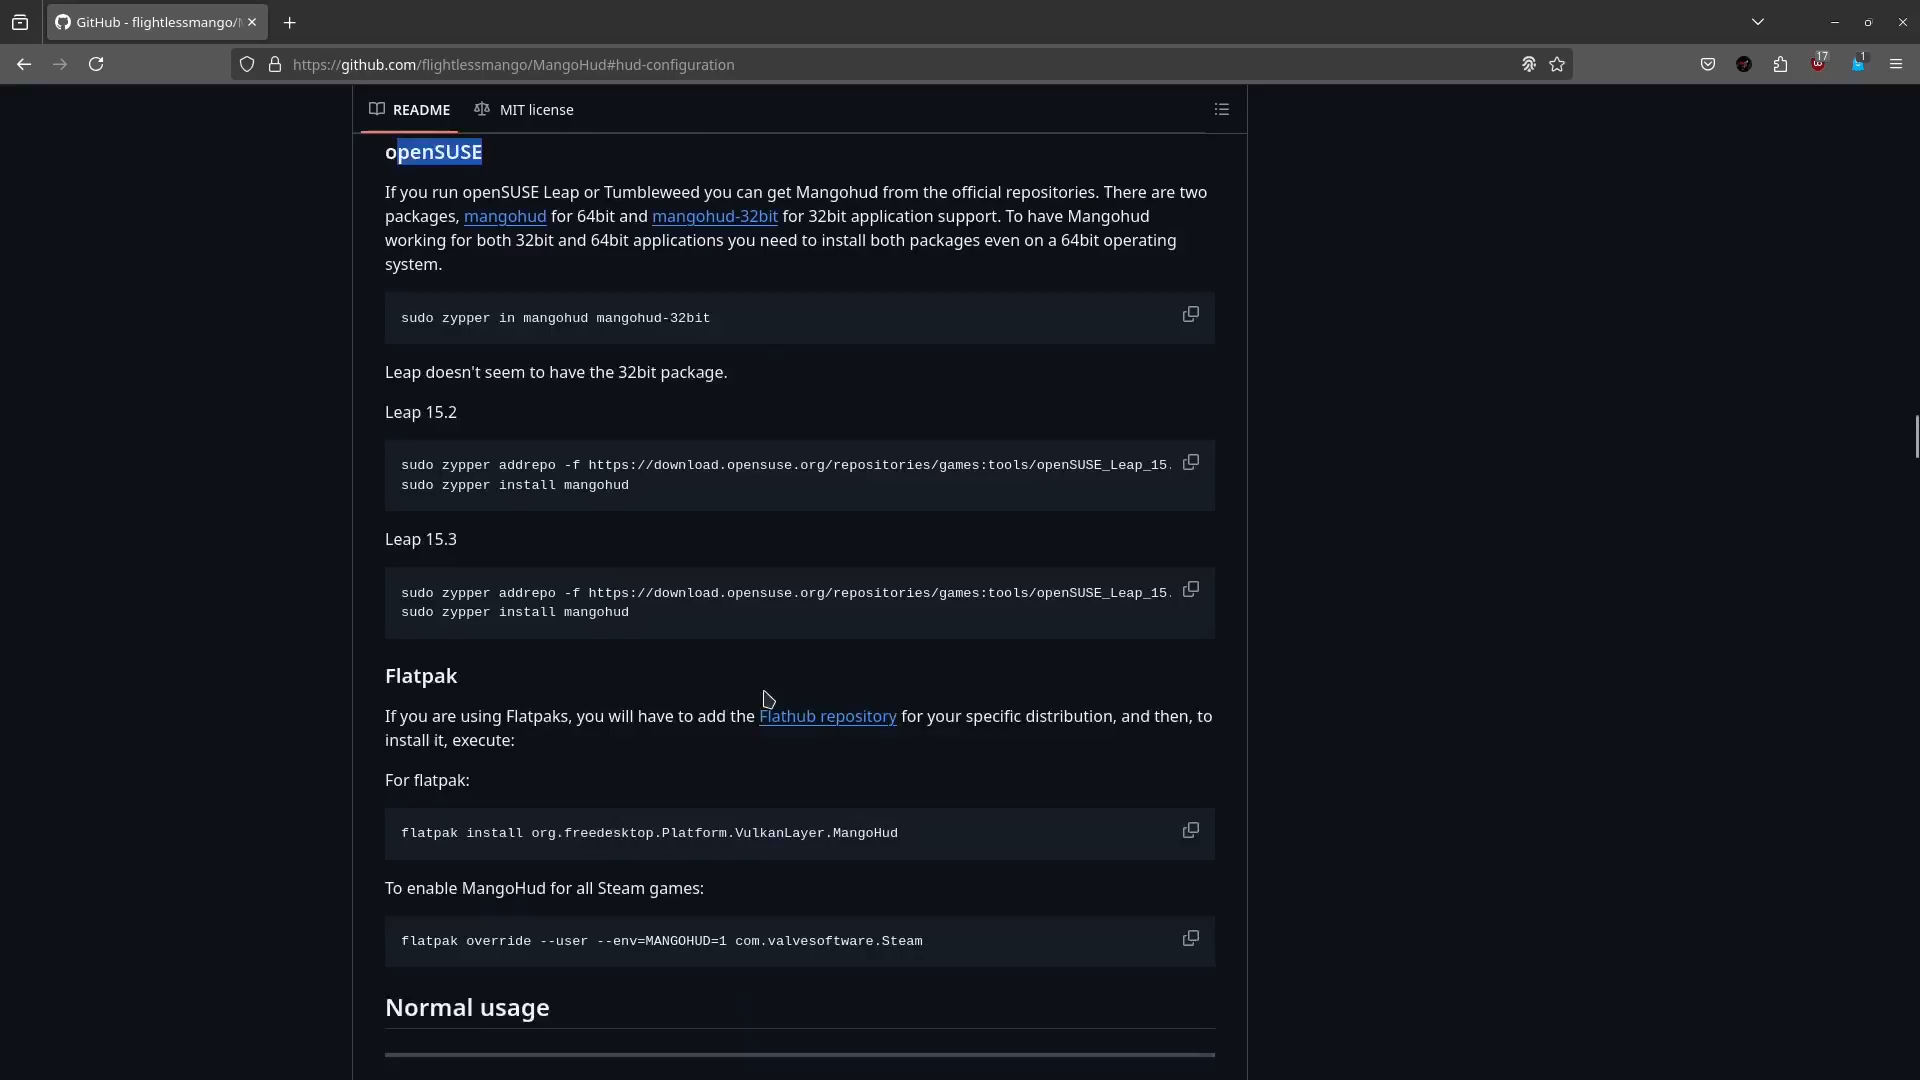 GitHub - flightlessmango/
https://github.com/flightlessmango/MangoHud#hud-configuration
17
1
README
MIT license
openSUSE
If you run openSUSE Leap or Tumbleweed you can get Mangohud from the official repositories. There are two
packages, mangohud for 64bit and mangohud-32bit for 32bit application support. To have Mangohud
working for both 32bit and 64bit applications you need to install both packages even on a 64bit operating
system.
sudo zypper in mangohud mangohud-32bit
Leap doesn't seem to have the 32bit package.
Leap 15.2
sudo zypper addrepo -f https://download.opensuse.org/repositories/games:tools/openSUSE_Leap_15.
sudo zypper install mangohud
Leap 15.3
sudo zypper addrepo -f https://download.opensuse.org/repositories/games:tools/openSUSE_Leap_15.
sudo zypper install mangohud
Flatpak
If you are using Flatpaks, you will have to add the Flathub repository for your specific distribution, and then, to
install it, execute:
For flatpak:
flatpak install org.freedesktop.Platform.VulkanLayer.MangoHud
To enable MangoHud for all Steam games:
flatpak override --user --env=MANGOHUD=1 com.valvesoftware.Steam
Normal usage